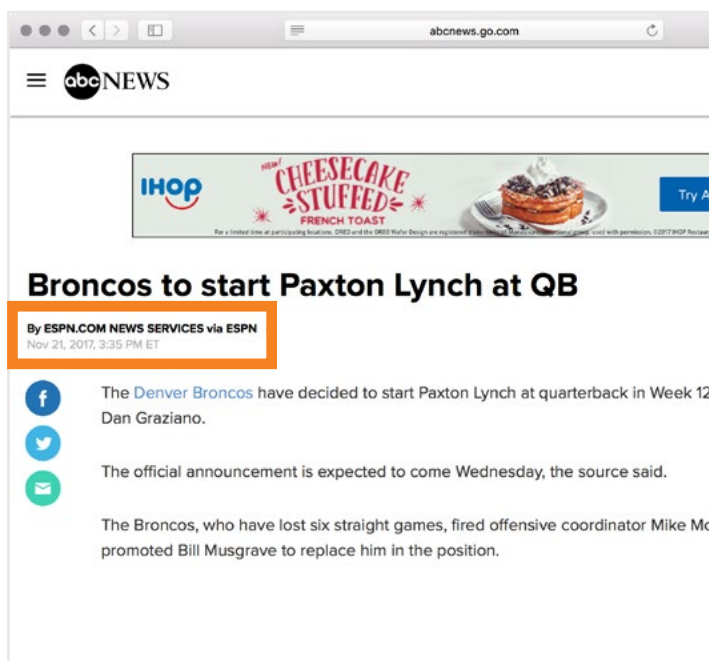 abcnews.go.com
abc NEWS
IHOP
NEW!
CHEESECAKE
STUFFED
FRENCH TOAST
Try A
Broncos to start Paxton Lynch at QB
By ESPN.COM NEWS SERVICES via ESPN
Nov 21, 2017, 3:35 PM ET
The Denver Broncos have decided to start Paxton Lynch at quarterback in Week 12
Dan Graziano.
The official announcement is expected to come Wednesday, the source said.
The Broncos, who have lost six straight games, fired offensive coordinator Mike Mc
promoted Bill Musgrave to replace him in the position.